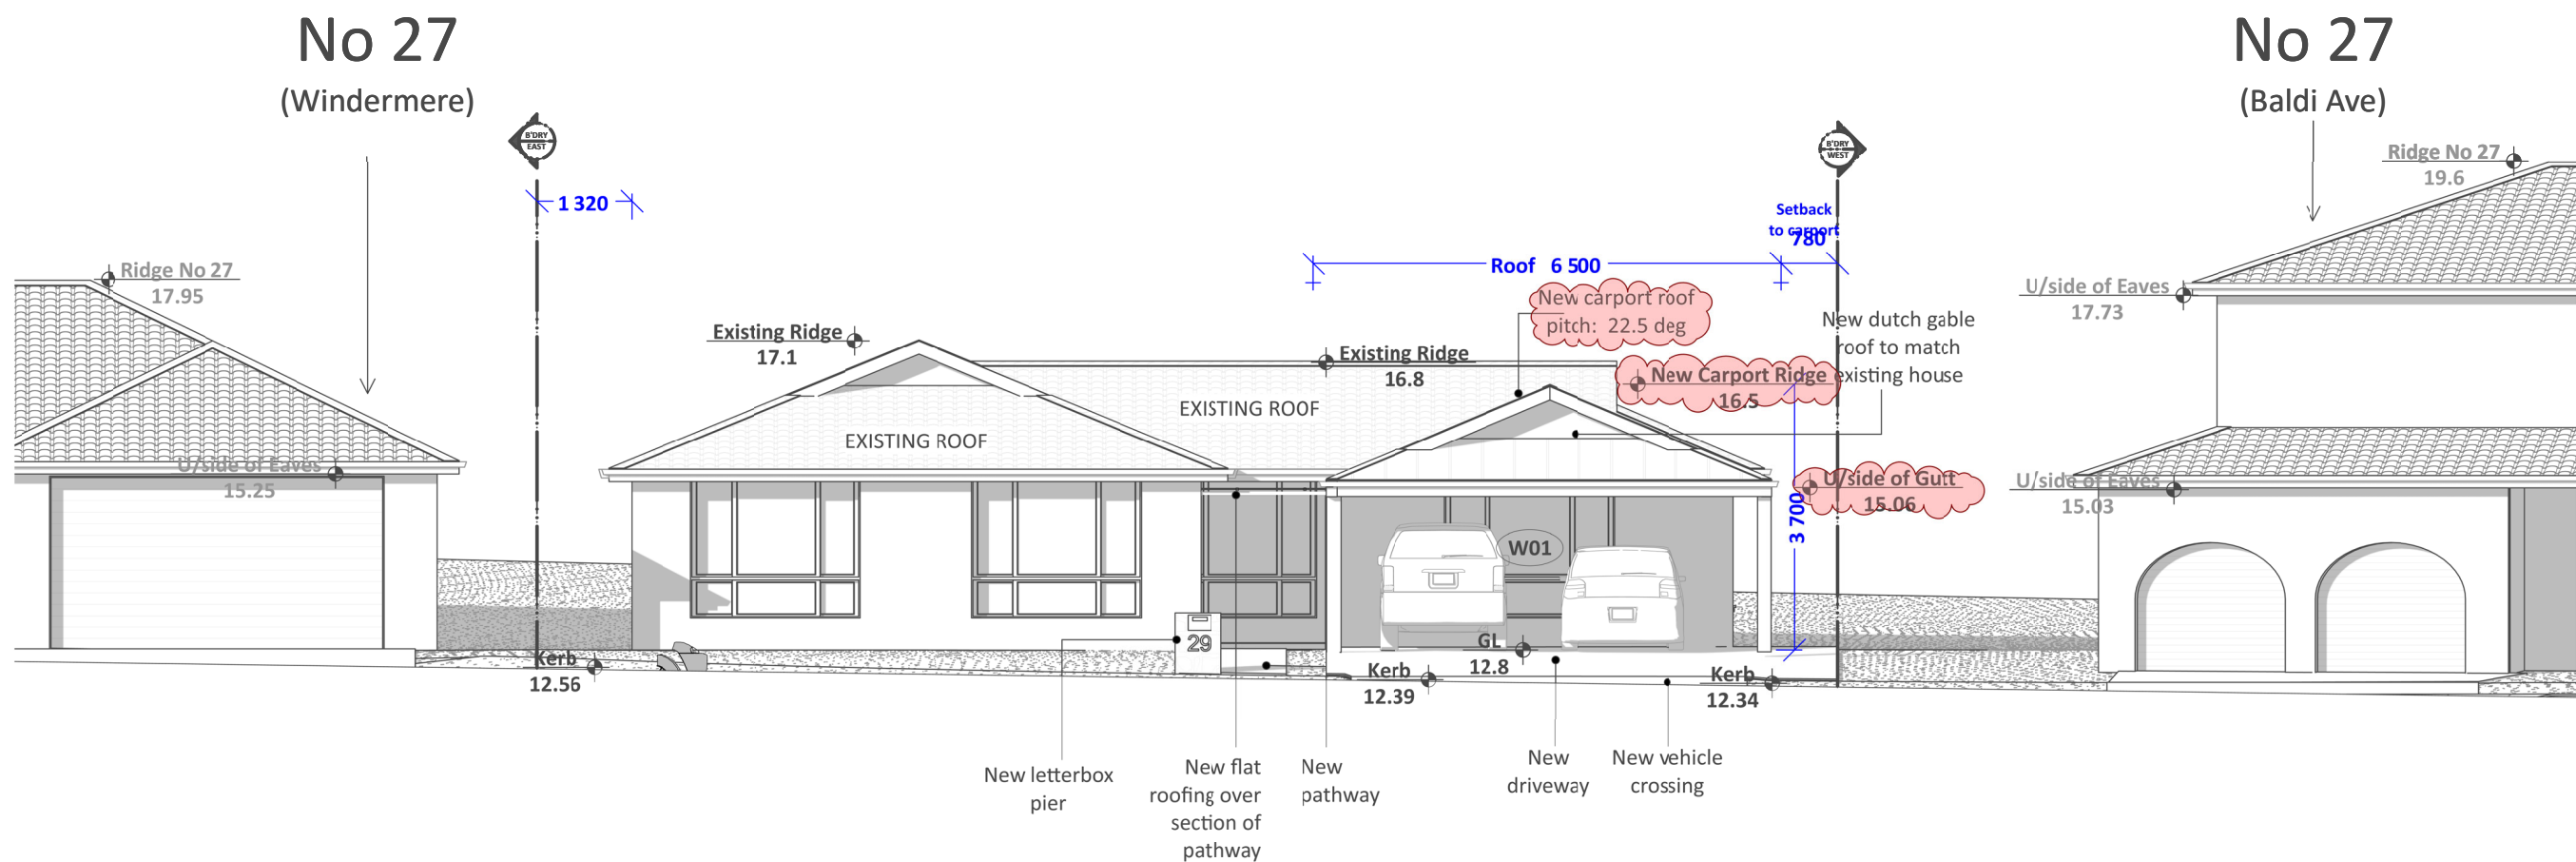 No 27
(Windermere)
No 27
(Baldi Ave)
B'DRY
EAST
B'DRY
WEST
Ridge No 27
19.6
1 320
Setback
to carport
780
Roof 6 500
Ridge No 27
17.95
U/side of Eaves
17.73
New carport roof
pitch: 22.5 deg
New dutch gable
roof to match
existing house
Existing Ridge
17.1
Existing Ridge
16.8
New Carport Ridge
16.5
EXISTING ROOF
EXISTING ROOF
U/side of Eaves
15.25
U/side of Gutt
15.06
U/side of Eaves
15.03
3 700
W01
29
GL
12.8
Kerb
12.56
Kerb
12.39
Kerb
12.34
New letterbox
pier
New flat
roofing over
section of
pathway
New
pathway
New
driveway
New vehicle
crossing